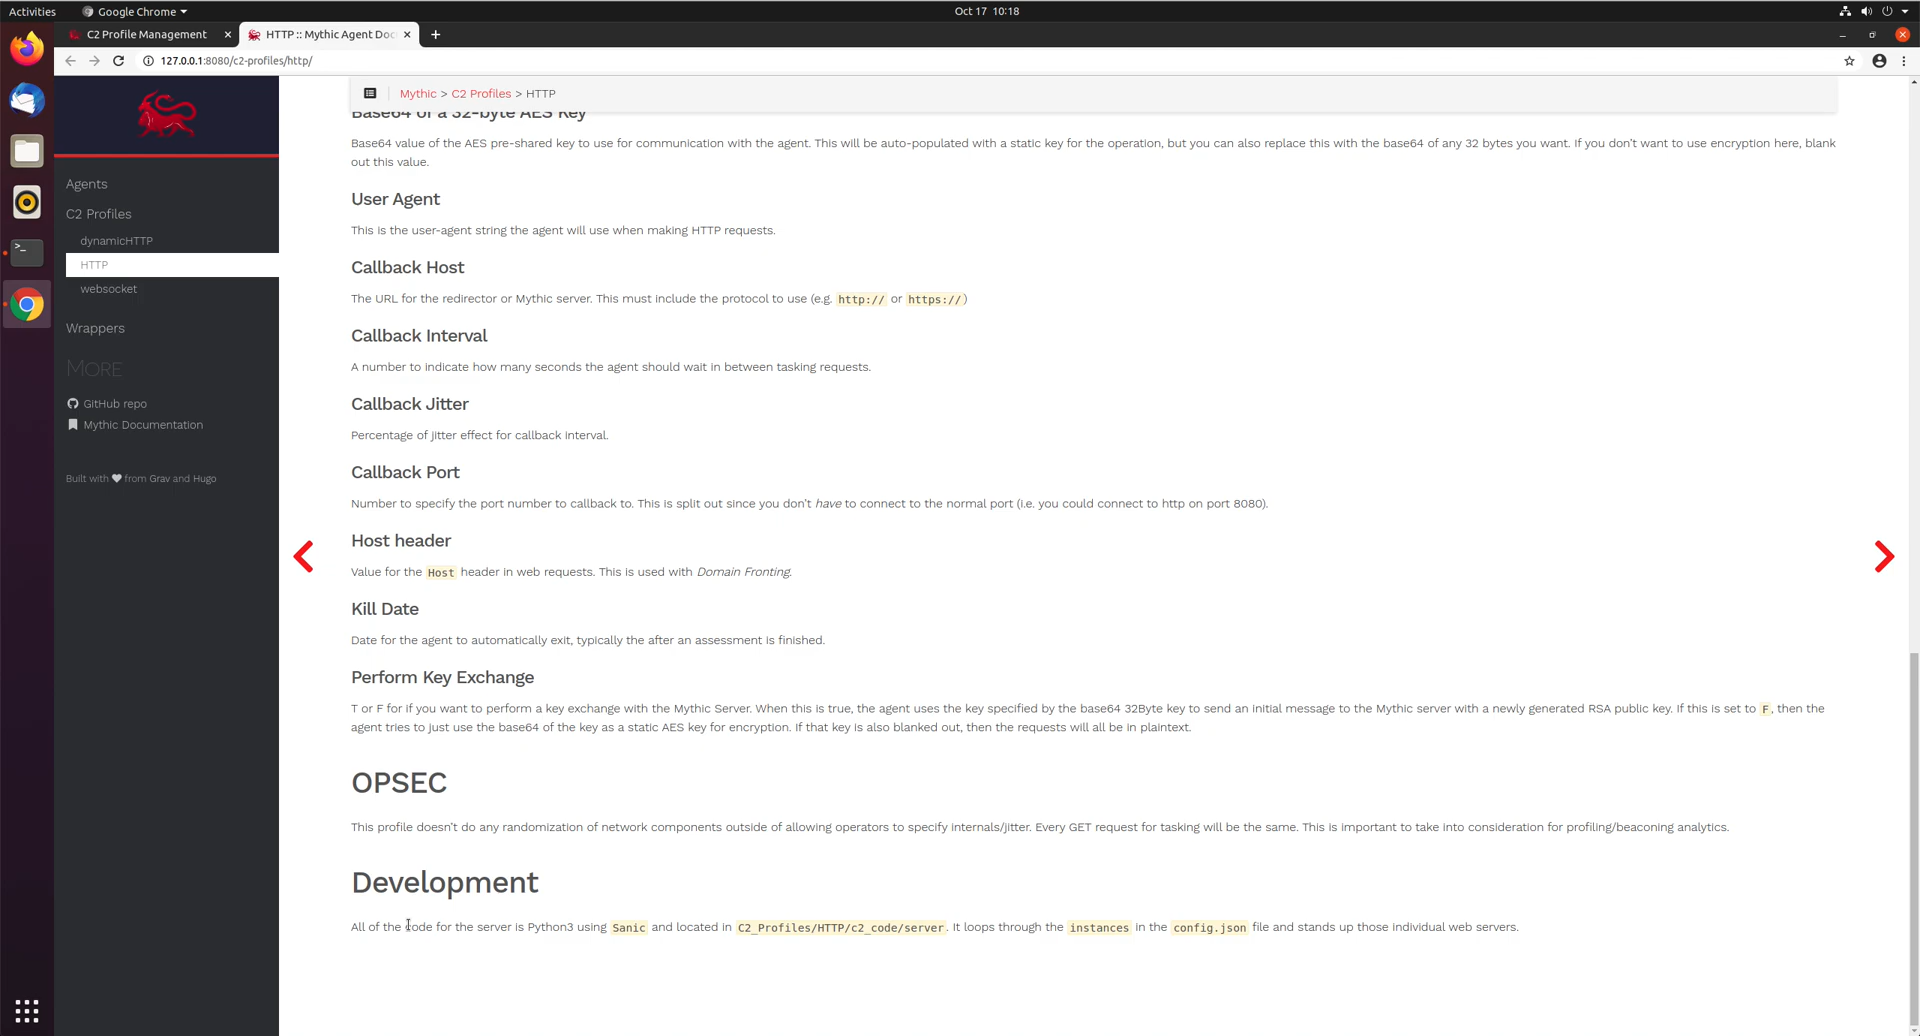 Activities
Google Chrome
Oct 17 10:18
C2 Profile Management
HTTP :: Mythic Agent Doc
127.0.0.1:8080/c2-profiles/http/
Agents
C2 Profiles
dynamicHTTP
HTTP
websocket
Wrappers
MORE
GitHub repo
Mythic Documentation
Built with from Grav and Hugo
Mythic > C2 Profiles > HTTP
Base64 of a 32-byte AES Key
Base64 value of the AES pre-shared key to use for communication with the agent. This will be auto-populated with a static key for the operation, but you can also replace this with the base64 of any 32 bytes you want. If you don't want to use encryption here, blank
out this value.
User Agent
This is the user-agent string the agent will use when making HTTP requests.
Callback Host
The URL for the redirector or Mythic server. This must include the protocol to use (e.g. http:// or https://)
Callback Interval
A number to indicate how many seconds the agent should wait in between tasking requests.
Callback Jitter
Percentage of jitter effect for callback interval.
Callback Port
Number to specify the port number to callback to. This is split out since you don't have to connect to the normal port (i.e. you could connect to http on port 8080).
Host header
Value for the Host header in web requests. This is used with Domain Fronting.
Kill Date
Date for the agent to automatically exit, typically the after an assessment is finished.
Perform Key Exchange
T or F for if you want to perform a key exchange with the Mythic Server. When this is true, the agent uses the key specified by the base64 32Byte key to send an initial message to the Mythic server with a newly generated RSA public key. If this is set to F, then the
agent tries to just use the base64 of the key as a static AES key for encryption. If that key is also blanked out, then the requests will all be in plaintext.
OPSEC
This profile doesn't do any randomization of network components outside of allowing operators to specify internals/jitter. Every GET request for tasking will be the same. This is important to take into consideration for profiling/beaconing analytics.
Development
All of the code for the server is Python3 using Sanic and located in C2_Profiles/HTTP/c2_code/server. It loops through the instances in the config.json file and stands up those individual web servers.